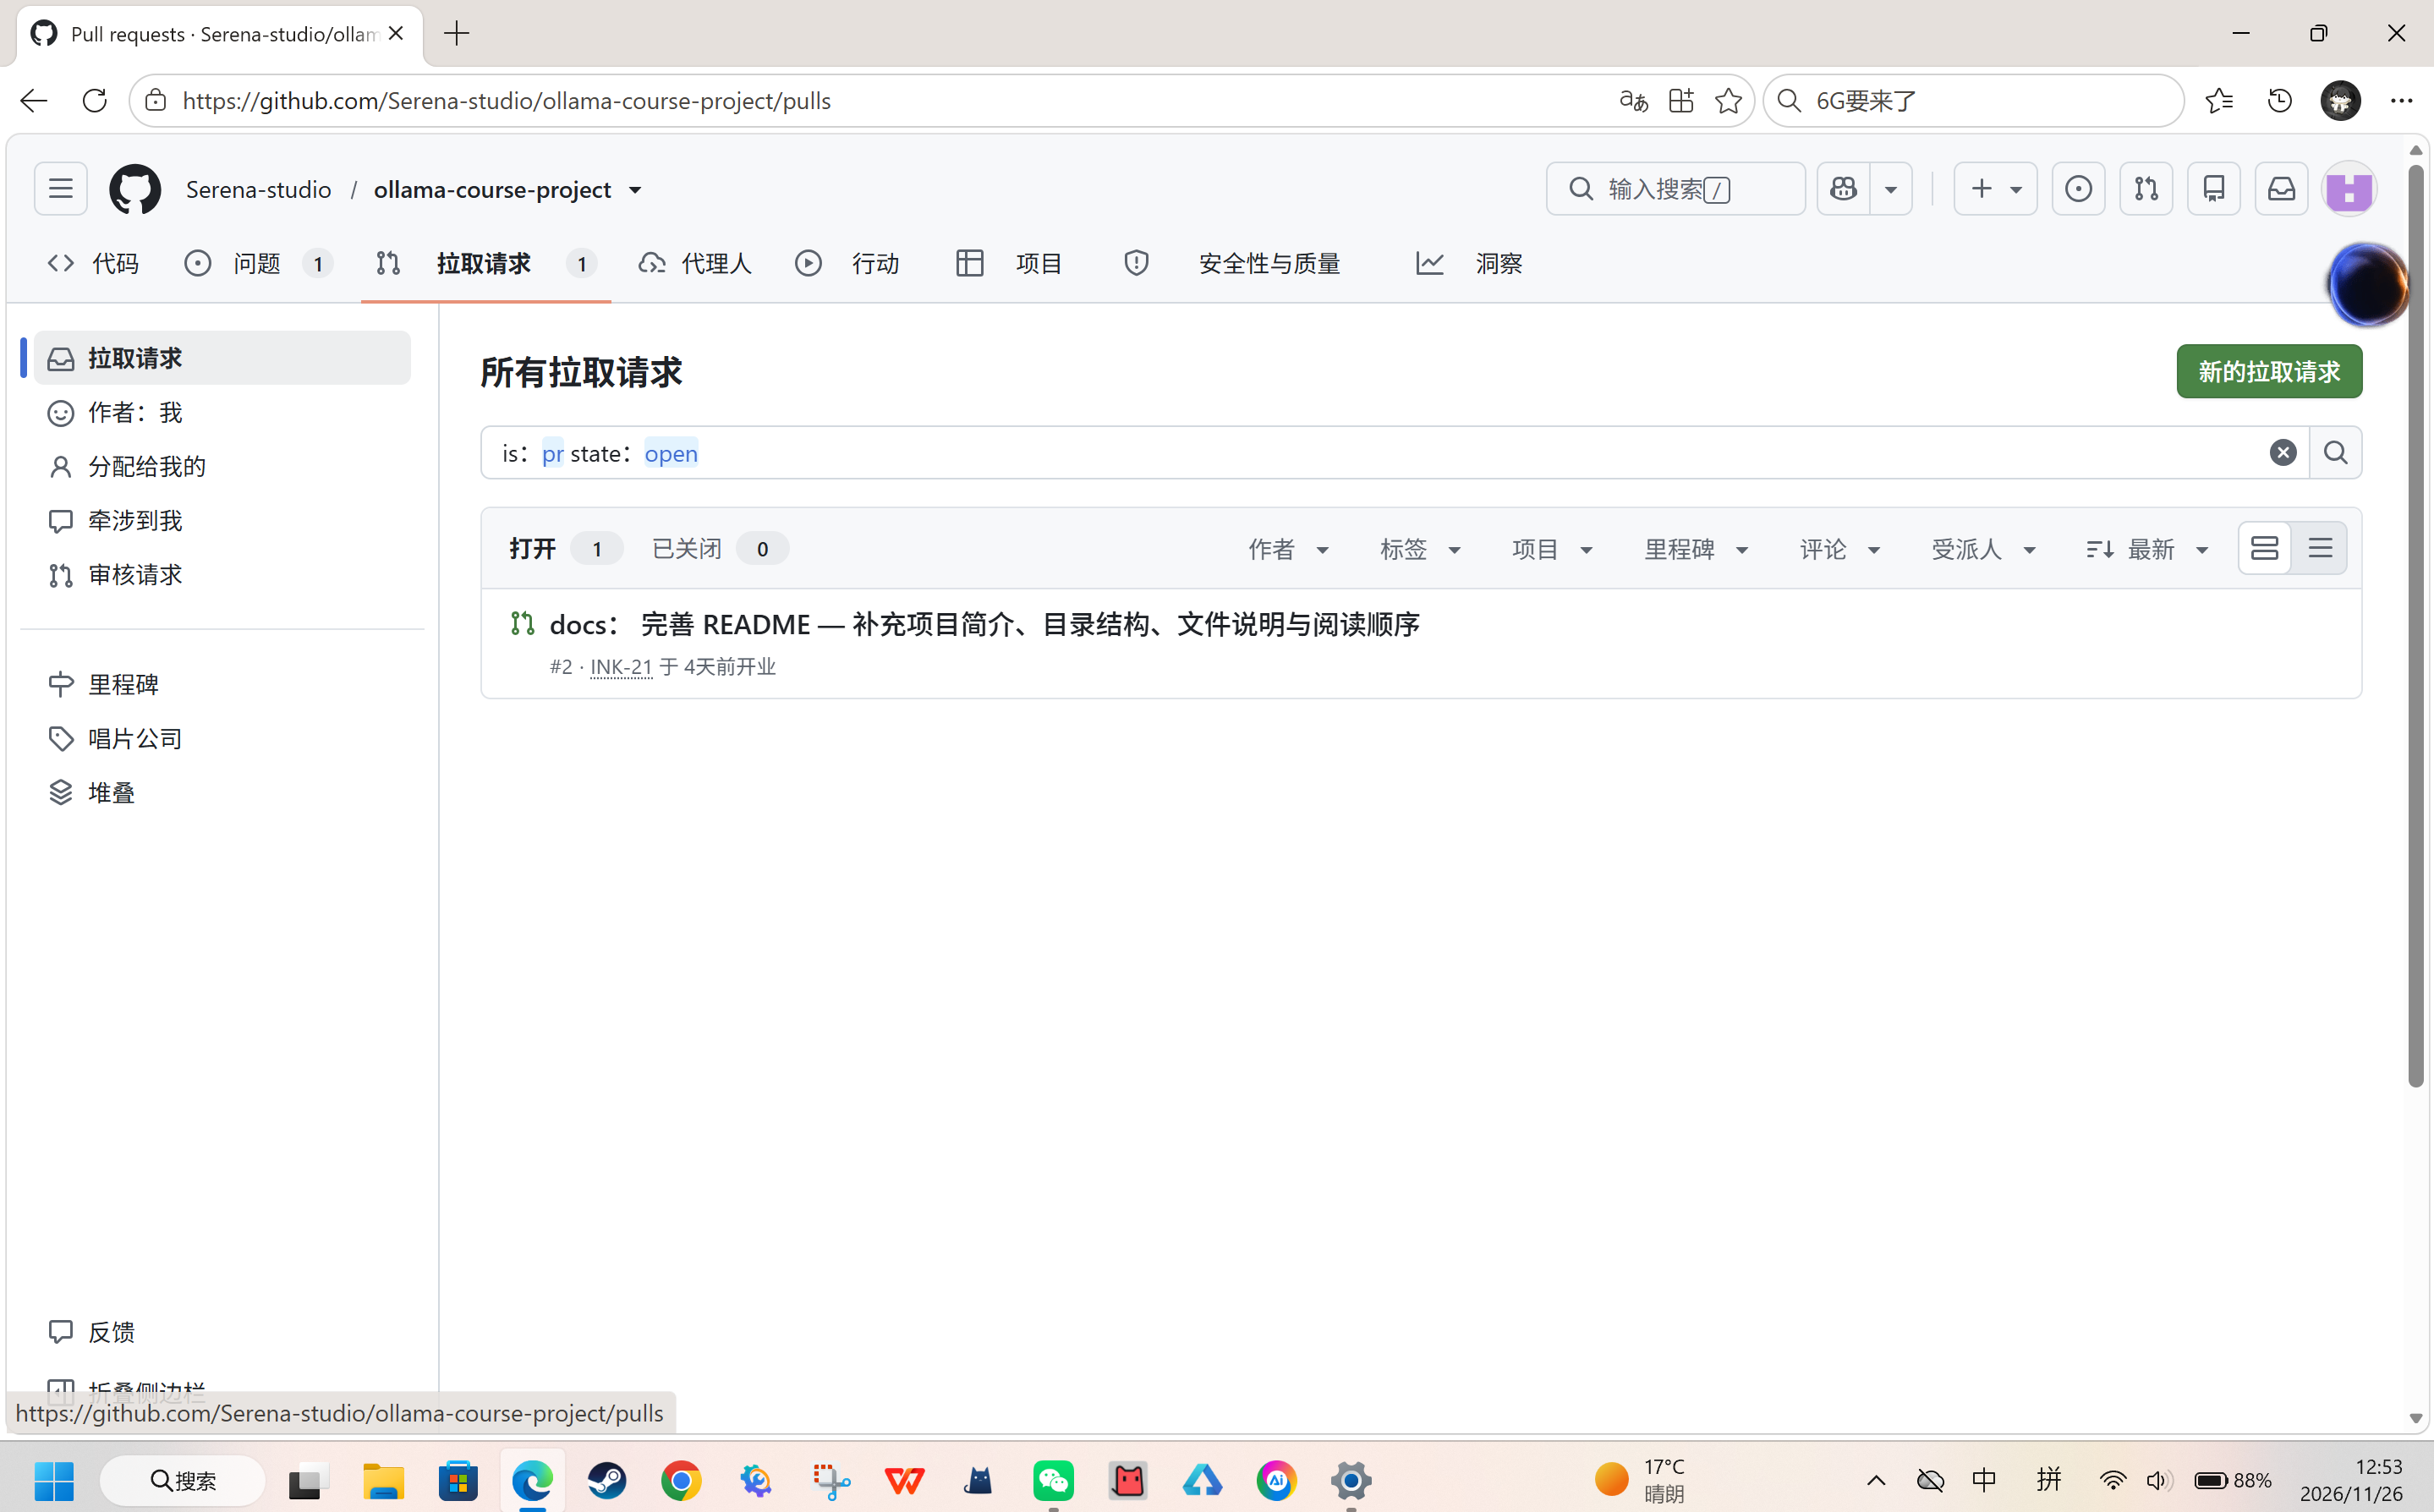 Pull requests · Serena-studio/ollam
https://github.com/Serena-studio/ollama-course-project/pulls
6G要来了
Serena-studio / ollama-course-project
输入搜索 /
代码
问题 1
拉取请求 1
代理人
行动
项目
安全性与质量
洞察
拉取请求
作者：我
分配给我的
牵涉到我
审核请求
里程碑
唱片公司
堆叠
反馈
折叠侧边栏
所有拉取请求
新的拉取请求
is：pr state：open
打开 1 已关闭 0 作者 标签 项目 里程碑 评论 受派人 最新
docs： 完善 README — 补充项目简介、目录结构、文件说明与阅读顺序
#2 · INK-21 于 4天前开业
https://github.com/Serena-studio/ollama-course-project/pulls
搜索
Ai
17°C
晴朗
中
拼
88%
12:53
2026/11/26